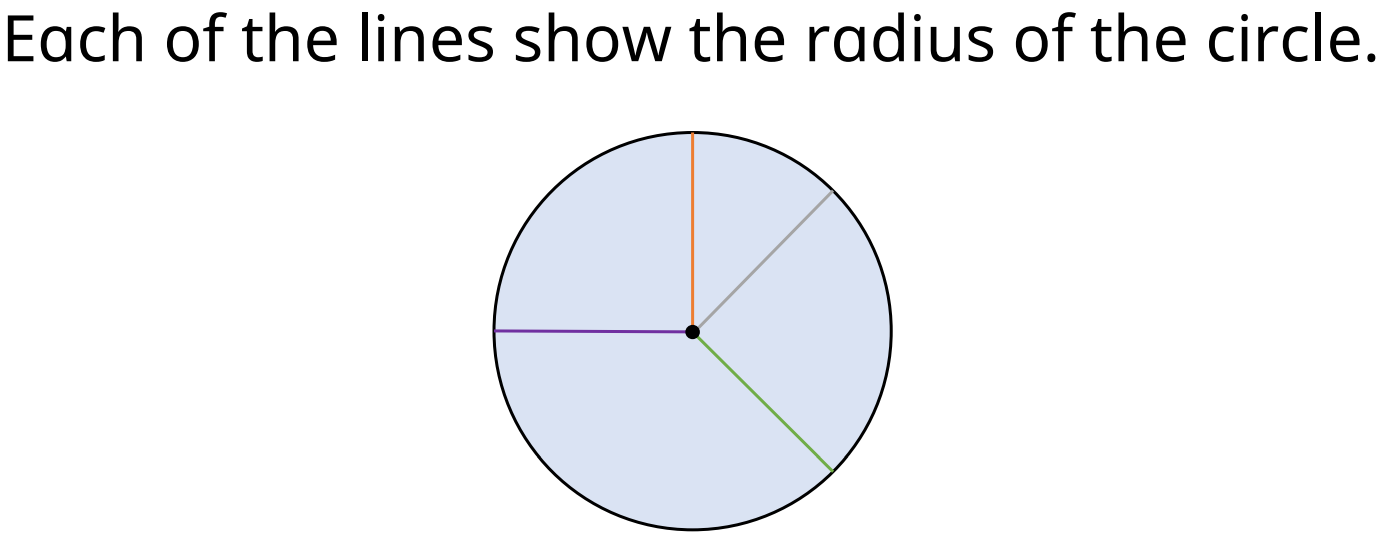 Each of the lines show the radius of the circle.